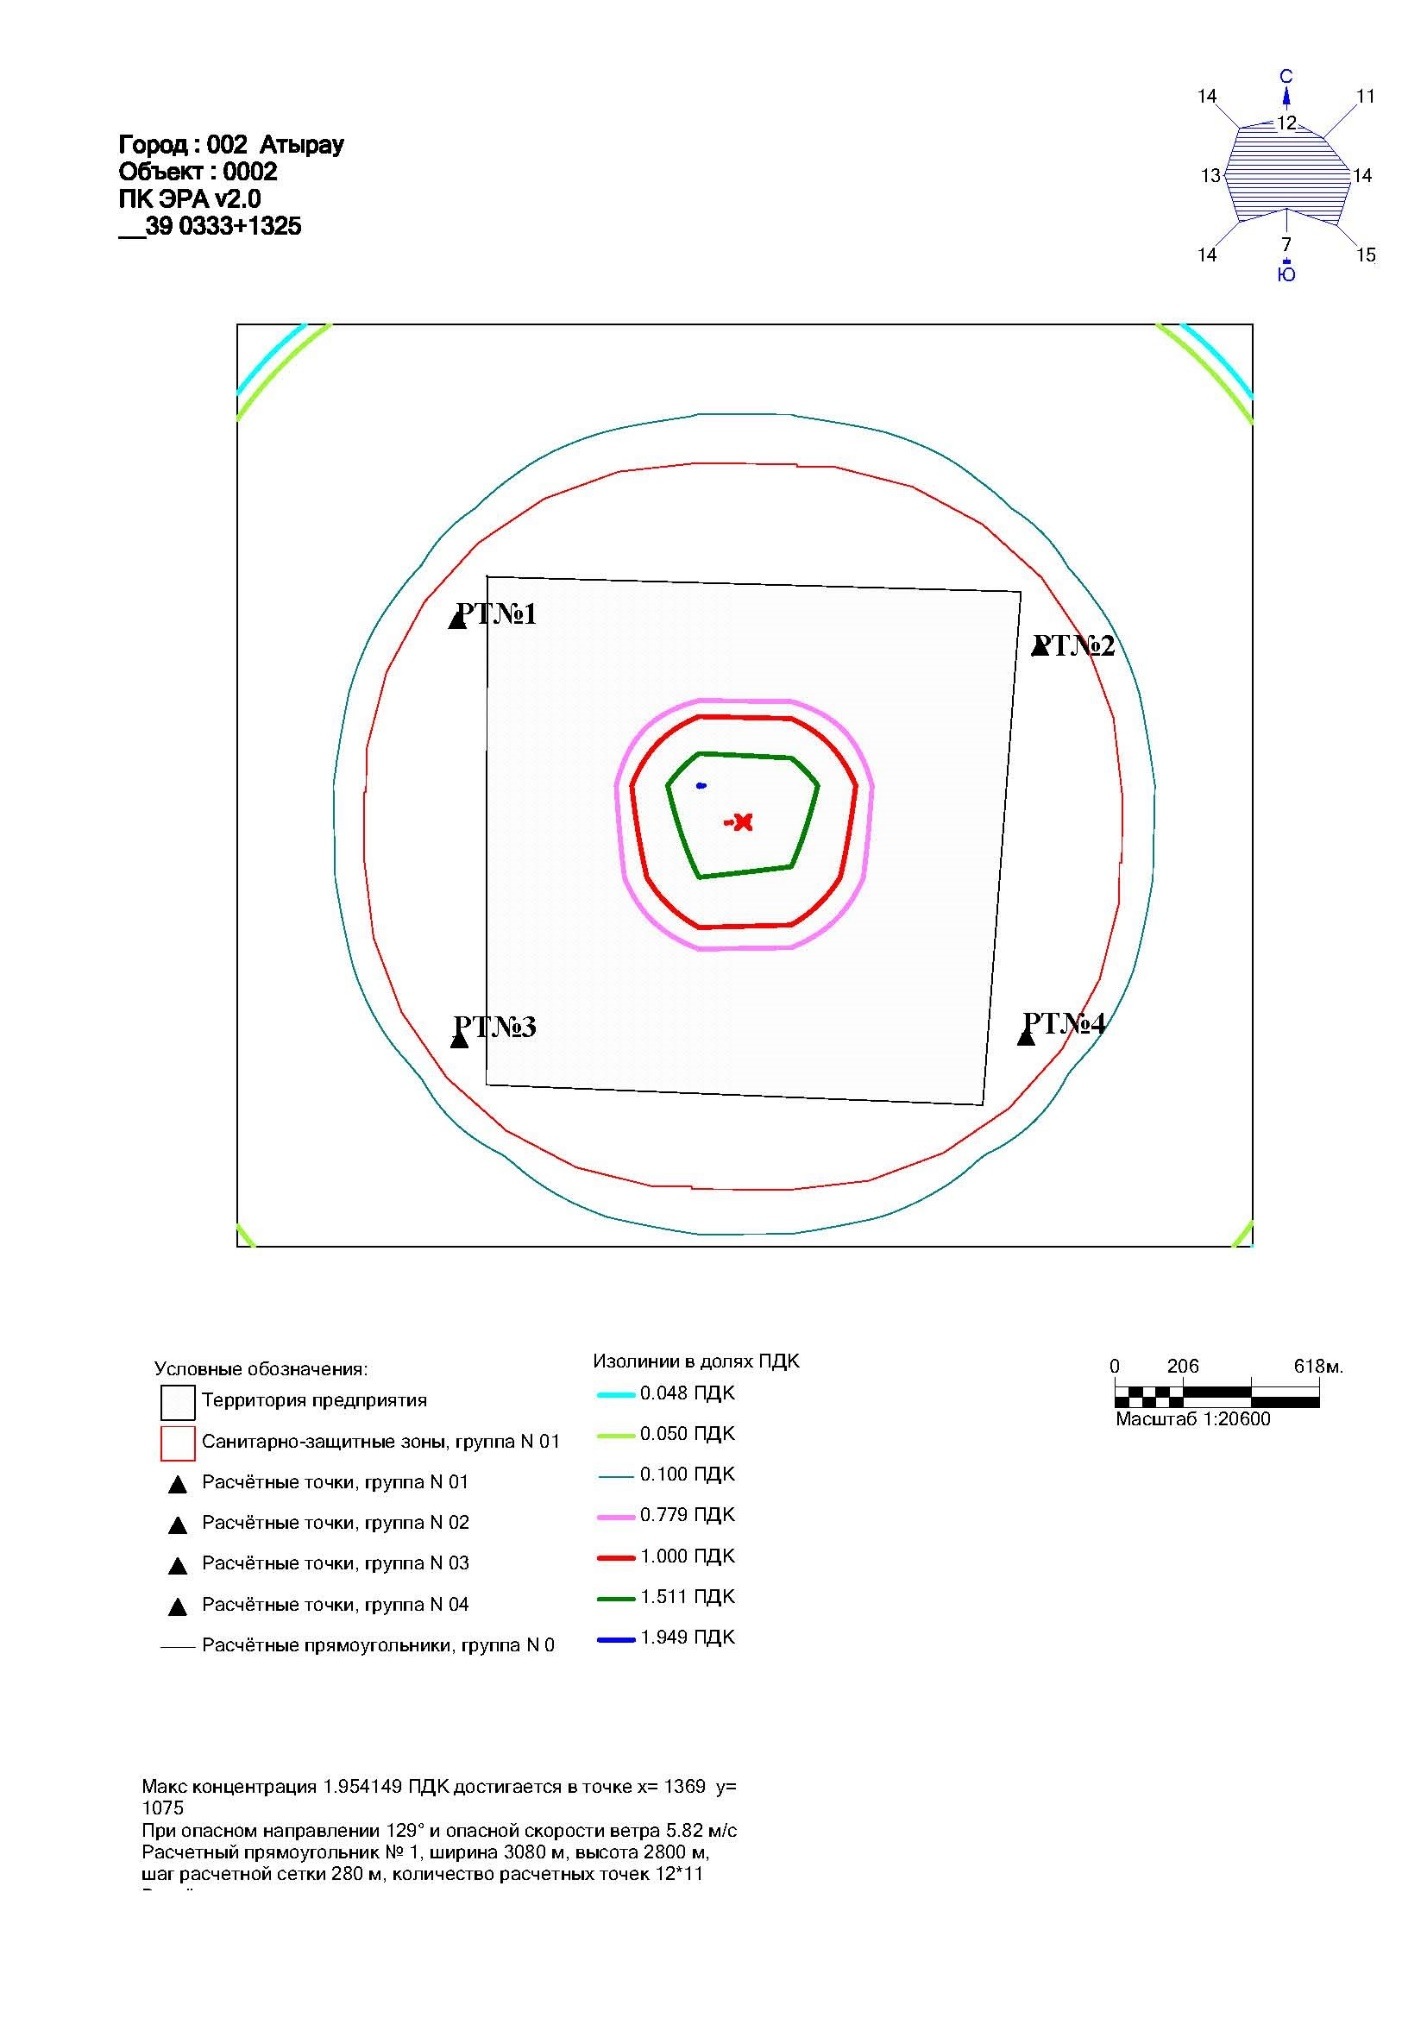 Город : 002 Атырау
Объект : 0002
ПК ЭРА v2.0
__39 0333+1325
С
14
11
12
13
14
7
14
15
Ю
РТ№1
РТ№2
РТ№3
РТ№4
Условные обозначения:
Территория предприятия
Санитарно-защитные зоны, группа N 01
Расчётные точки, группа N 01
Расчётные точки, группа N 02
Расчётные точки, группа N 03
Расчётные точки, группа N 04
Расчётные прямоугольники, группа N 0
Изолинии в долях ПДК
0.048 ПДК
0.050 ПДК
0.100 ПДК
0.779 ПДК
1.000 ПДК
1.511 ПДК
1.949 ПДК
0 206 618м.
Масштаб 1:20600
Макс концентрация 1.954149 ПДК достигается в точке x= 1369 y=
1075
При опасном направлении 129° и опасной скорости ветра 5.82 м/с
Расчетный прямоугольник № 1, ширина 3080 м, высота 2800 м,
шаг расчетной сетки 280 м, количество расчетных точек 12*11